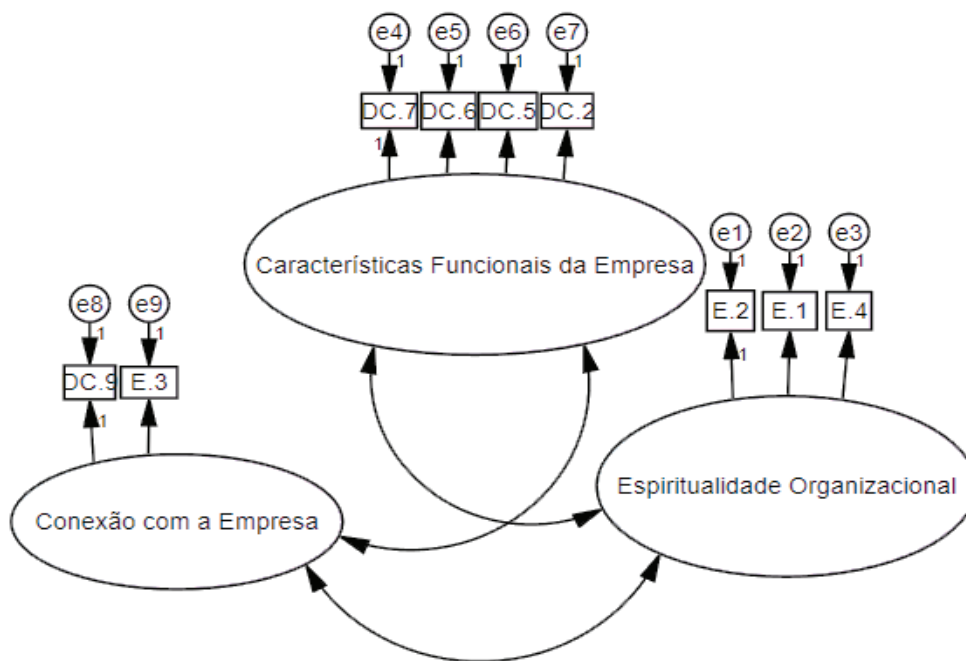 e4 e5 e6 e7
1 1 1 1
DC.7 DC.6 DC.5 DC.2
1
Características Funcionais da Empresa
e1 e2 e3
1 1 1
E.2 E.1 E.4
1
Espiritualidade Organizacional
e8 e9
1 1
DC.9 E.3
1
Conexão com a Empresa